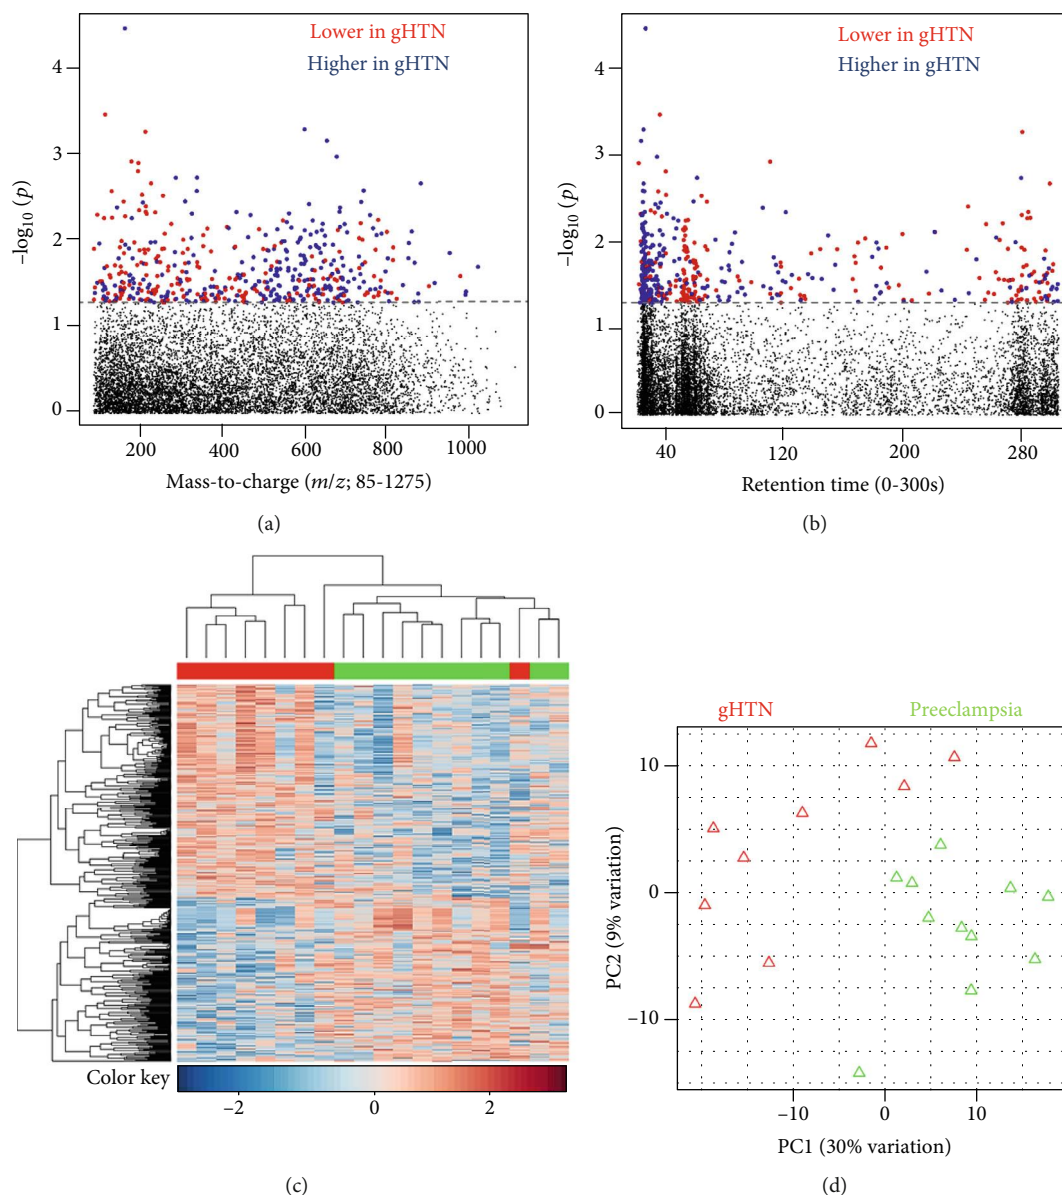 Lower in gHTN
Higher in gHTN
4
3
2
1
0
−log10 (p)
200 400 600 800 1000
Mass-to-charge (m/z; 85-1275)
(a)
Lower in gHTN
Higher in gHTN
4
3
2
1
0
−log10 (p)
40 120 200 280
Retention time (0-300s)
(b)
Color key
−2 0 2
(c)
gHTN Preeclampsia
10
0
−10
PC2 (9% variation)
−10 0 10
PC1 (30% variation)
(d)